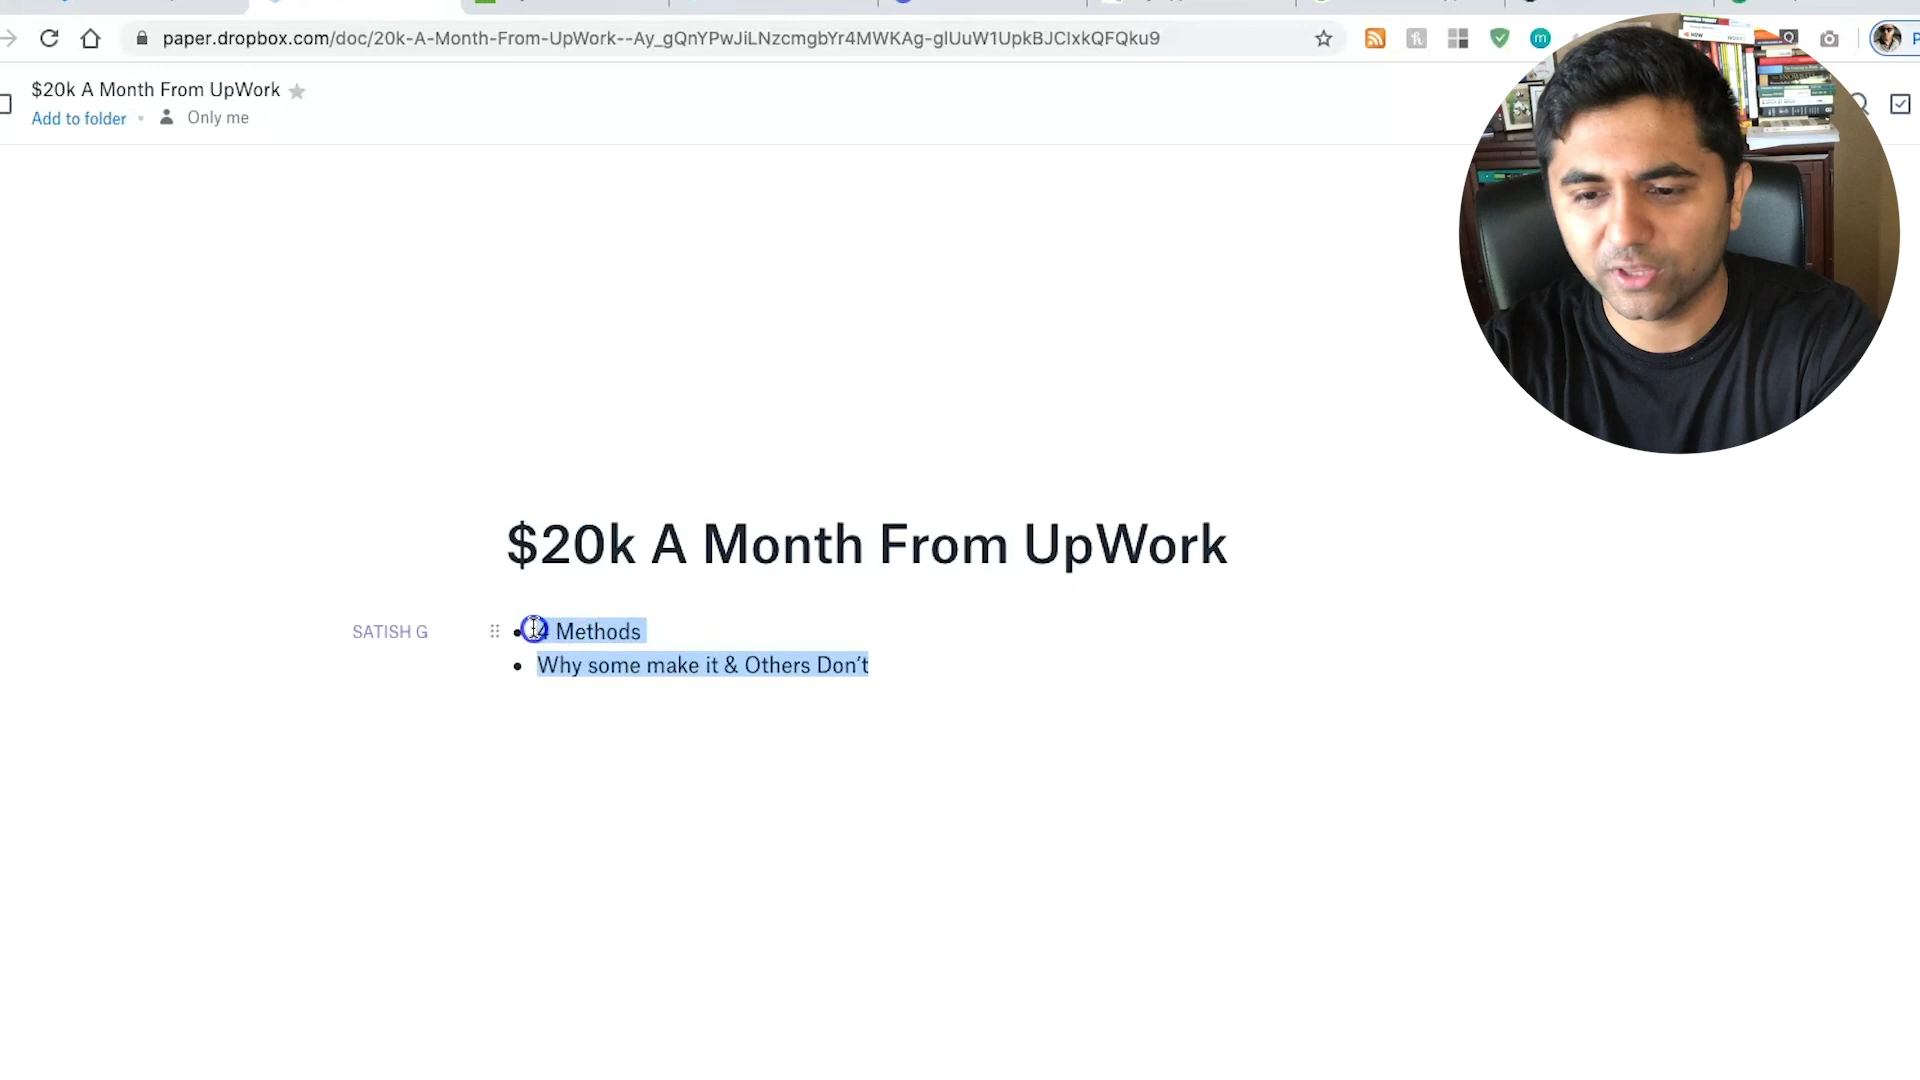 paper.dropbox.com/doc/20k-A-Month-From-UpWork--Ay_gQnYPwJiLNzcmgbYr4MWKAg-glUuW1UpkBJClxkQFQku9
$20k A Month From UpWork
Add to folder • Only me
$20k A Month From UpWork
SATISH G
4 Methods
Why some make it & Others Don't